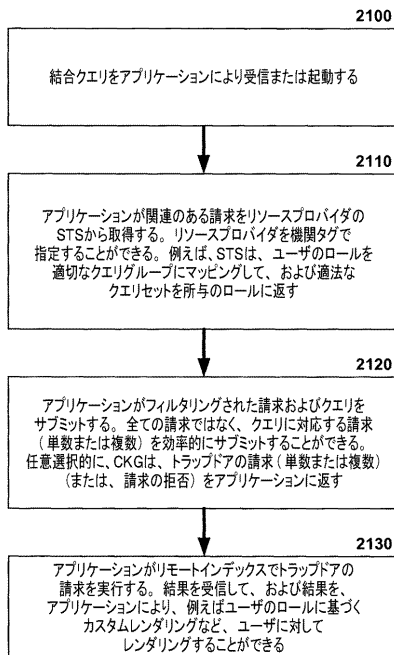 2100
結合クエリをアプリケーションにより受信または起動する
2110
アプリケーションが関連のある請求をリソースプロバイダの
STSから取得する。リソースプロバイダを機関タグで
指定することができる。例えば、STSは、ユーザのロールを
適切なクエリグループにマッピングして、および適法な
クエリセットを所与のロールに返す
2120
アプリケーションがフィルタリングされた請求およびクエリを
サブミットする。全ての請求ではなく、クエリに対応する請求
(単数または複数)を効率的にサブミットすることができる。
任意選択的に、CKGは、トラップドアの請求(単数または複数)
(または、請求の拒否)をアプリケーションに返す
2130
アプリケーションがリモートインデックスでトラップドアの
請求を実行する。結果を受信して、および結果を、
アプリケーションにより、例えばユーザのロールに基づく
カスタムレンダリングなど、ユーザに対して
レンダリングすることができる